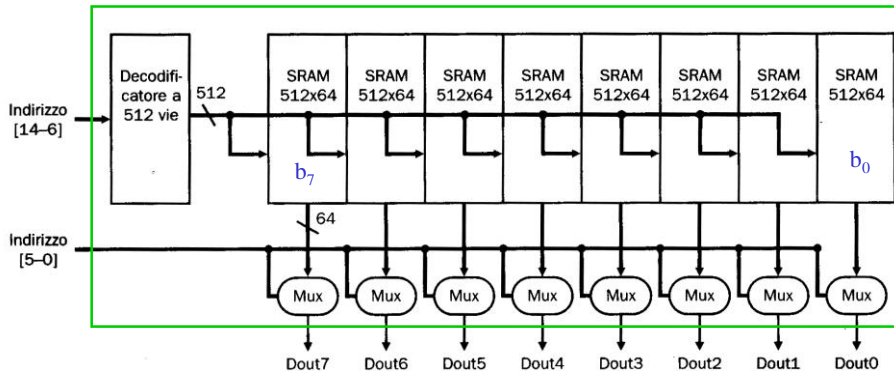 Decodifi-
catore a
512 vie
512
Indirizzo
[14–6]
SRAM
512x64
SRAM
512x64
SRAM
512x64
SRAM
512x64
SRAM
512x64
SRAM
512x64
SRAM
512x64
SRAM
512x64
b7
b0
64
Indirizzo
[5–0]
Mux
Mux
Mux
Mux
Mux
Mux
Mux
Mux
Dout7
Dout6
Dout5
Dout4
Dout3
Dout2
Dout1
Dout0